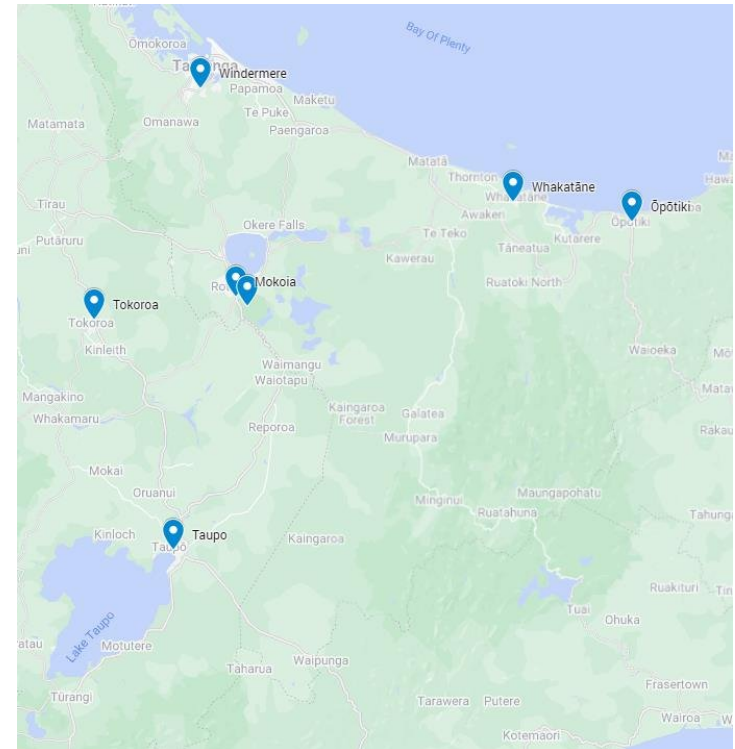 Bay Of Plenty
Ōmokoroa
Windermere
Papamoa
Maketu
Te Puke
Matamata
Omanawa
Paengaroa
Matatā
Thornton
Whakatāne
Whakatane
Ōpōtiki
Opotiki
Awakeri
Tirau
Okere Falls
Te Teko
Kutarere
Putāruru
Tāneatua
Kawerau
Mokoia
Ruatoki North
Tokoroa
Tokoroa
Kinleith
Waioeka
Waimangu
Waiotapu
Mangakino
Kaingaroa
Forest
Galatea
Whakamaru
Reporoa
Murupara
Mokai
Oruanui
Minginui
Maungapohatu
Ruatahuna
Kinloch
Taupo
Kaingaroa
Ruakituri
Tuai
Ohuka
Lake Taupo
Motutere
Waipunga
Taharua
Frasertown
Tūrangi
Tarawera
Putere
Wairoa
Kotemaori